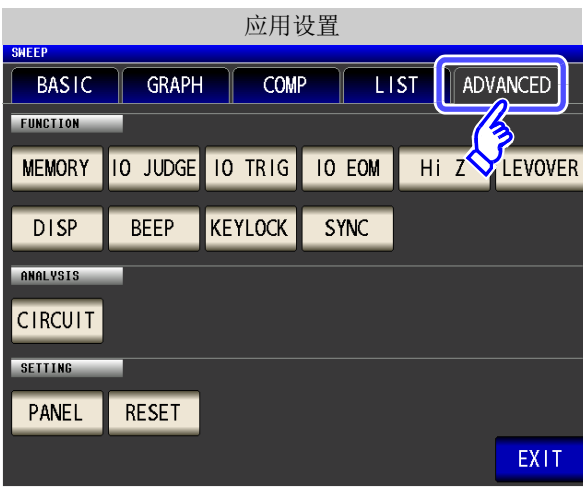 应用设置
SWEEP
BASIC GRAPH COMP LIST ADVANCED
FUNCTION
MEMORY IO JUDGE IO TRIG IO EOM Hi Z LEVOVER
DISP BEEP KEYLOCK SYNC
ANALYSIS
CIRCUIT
SETTING
PANEL RESET
EXIT